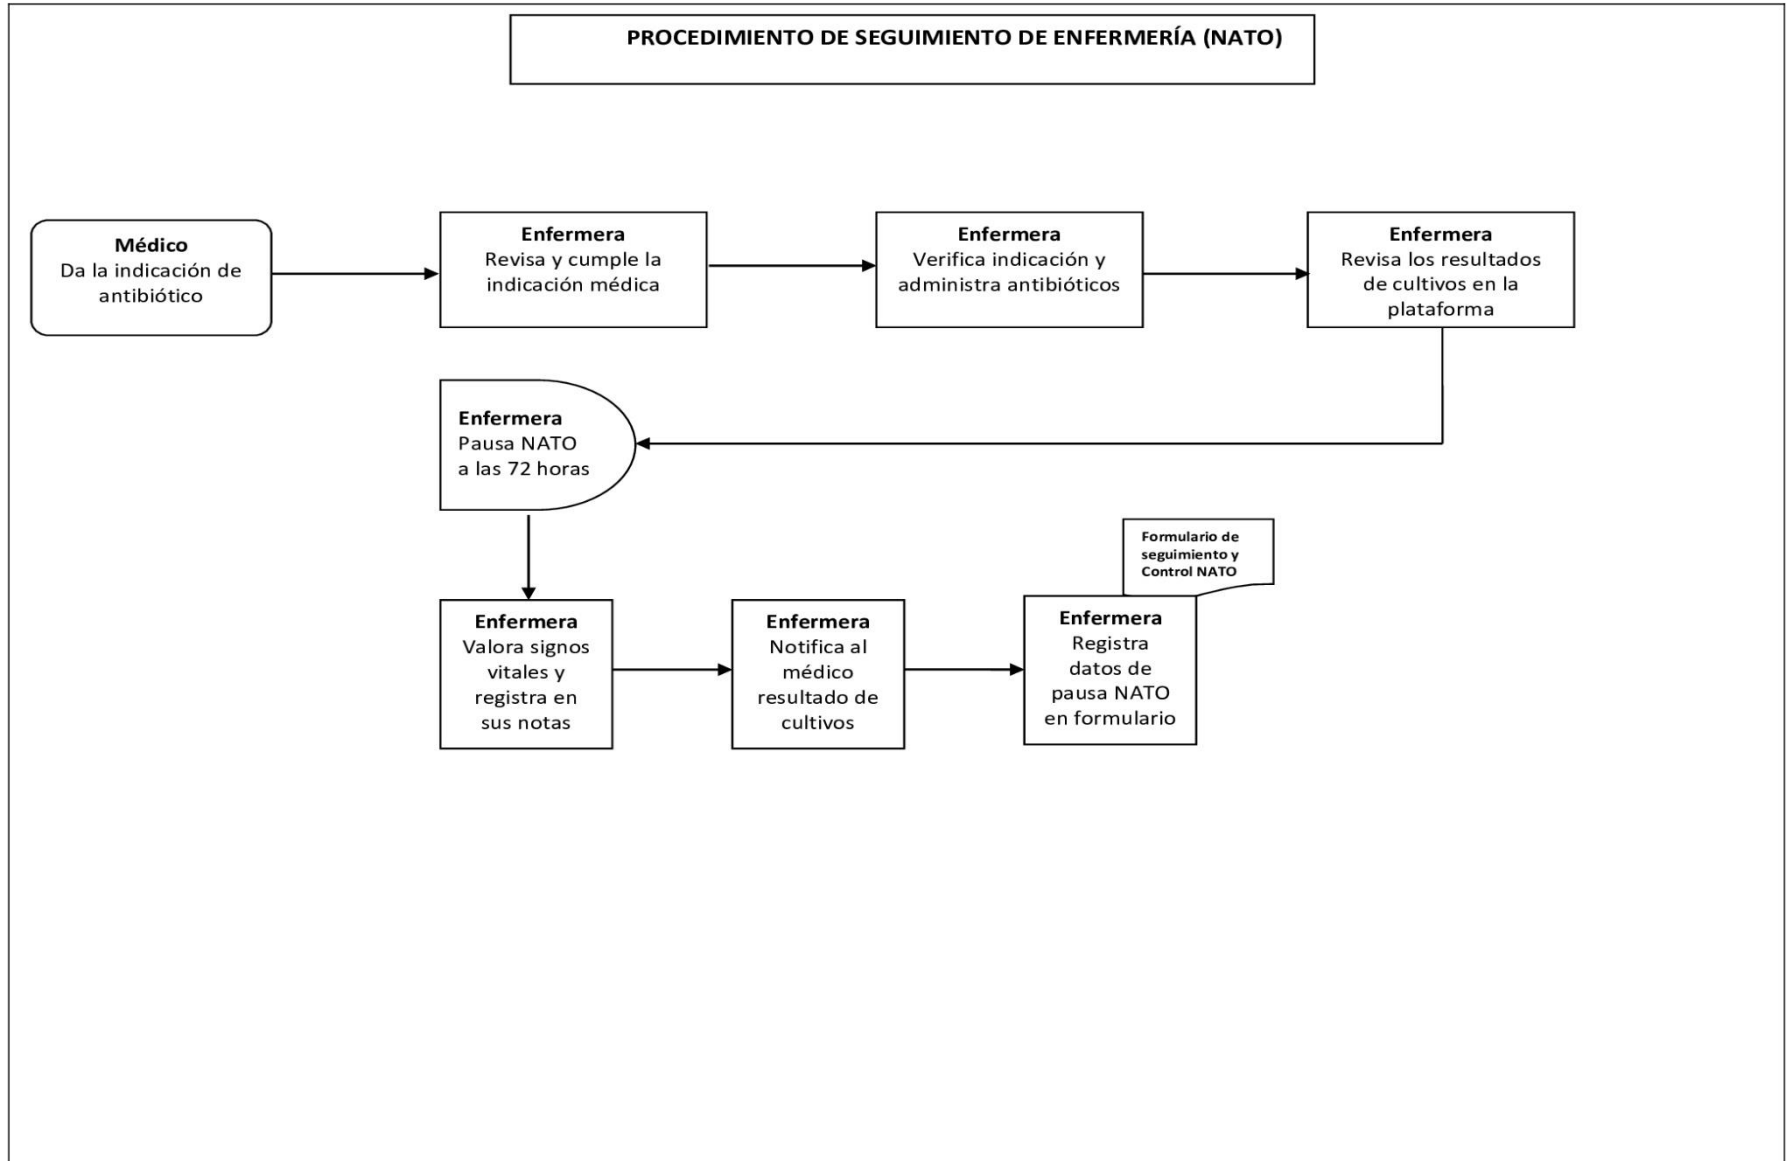 PROCEDIMIENTO DE SEGUIMIENTO DE ENFERMERÍA (NATO)
Médico
Da la indicación de
antibiótico
Enfermera
Revisa y cumple la
indicación médica
Enfermera
Verifica indicación y
administra antibióticos
Enfermera
Revisa los resultados
de cultivos en la
plataforma
Enfermera
Pausa NATO
a las 72 horas
Enfermera
Valora signos
vitales y
registra en
sus notas
Enfermera
Notifica al
médico
resultado de
cultivos
Formulario de
seguimiento y
Control NATO
Enfermera
Registra
datos de
pausa NATO
en formulario